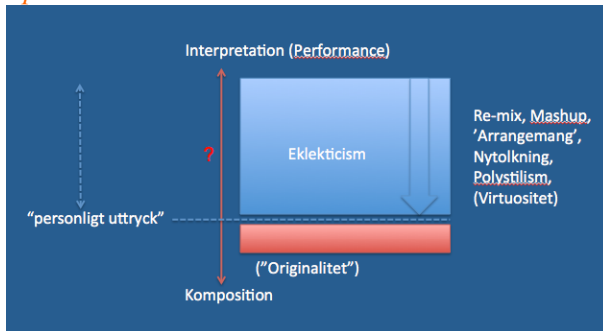 Interpretation (Performance)
?
Eklekticism
Re-mix, Mashup,
’Arrangemang’,
Nytolkning,
Polystilism,
(Virtuositet)
”personligt uttryck”
(”Originalitet”)
Komposition